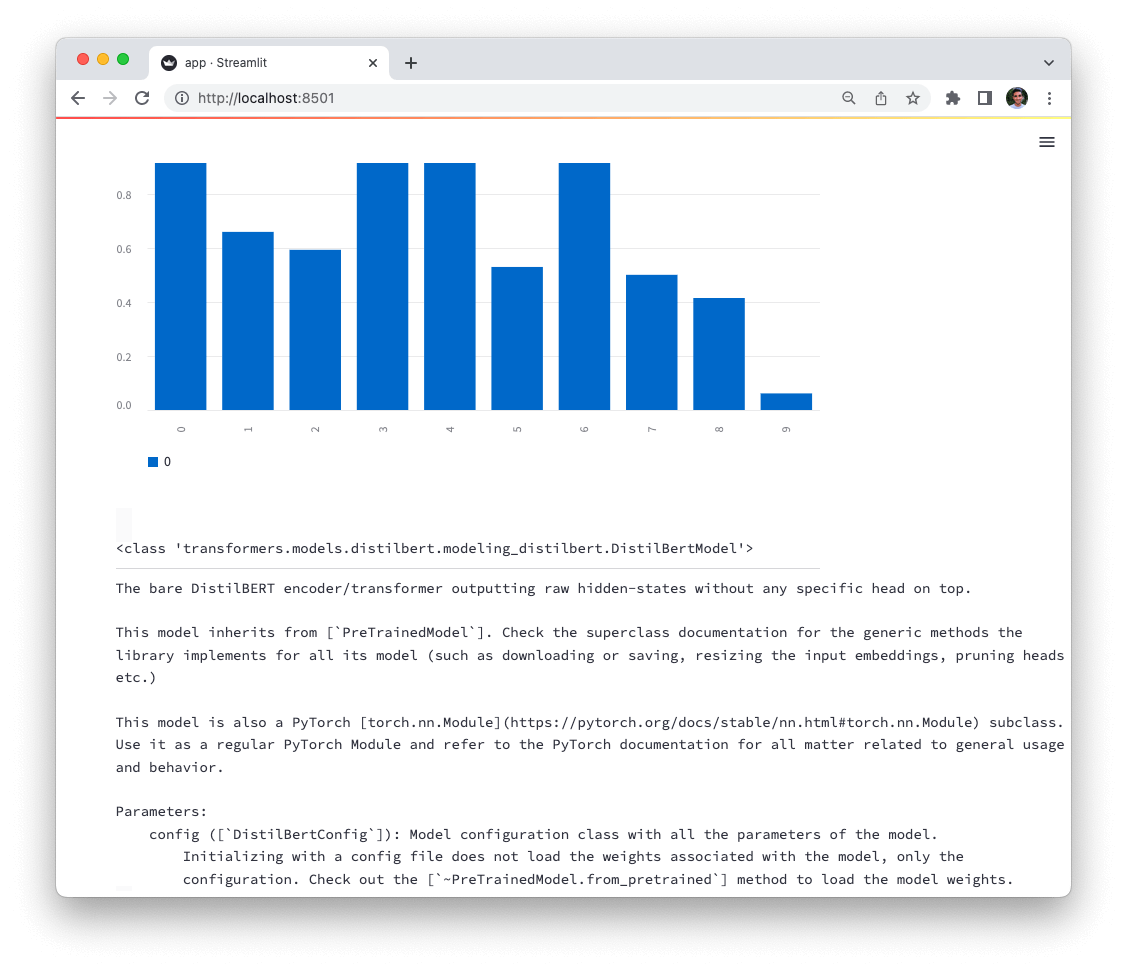 app · Streamlit
http://localhost:8501
0.8
0.6
0.4
0.2
0.0
0 1 2 3 4 5 6 7 8 9
0
<class 'transformers.models.distilbert.modeling_distilbert.DistilBertModel'>
The bare DistilBERT encoder/transformer outputting raw hidden-states without any specific head on top.
This model inherits from [`PreTrainedModel`]. Check the superclass documentation for the generic methods the
library implements for all its model (such as downloading or saving, resizing the input embeddings, pruning heads
etc.)
This model is also a PyTorch [torch.nn.Module](https://pytorch.org/docs/stable/nn.html#torch.nn.Module) subclass.
Use it as a regular PyTorch Module and refer to the PyTorch documentation for all matter related to general usage
and behavior.
Parameters:
    config ([`DistilBertConfig`]): Model configuration class with all the parameters of the model.
        Initializing with a config file does not load the weights associated with the model, only the
        configuration. Check out the [`~PreTrainedModel.from_pretrained`] method to load the model weights.